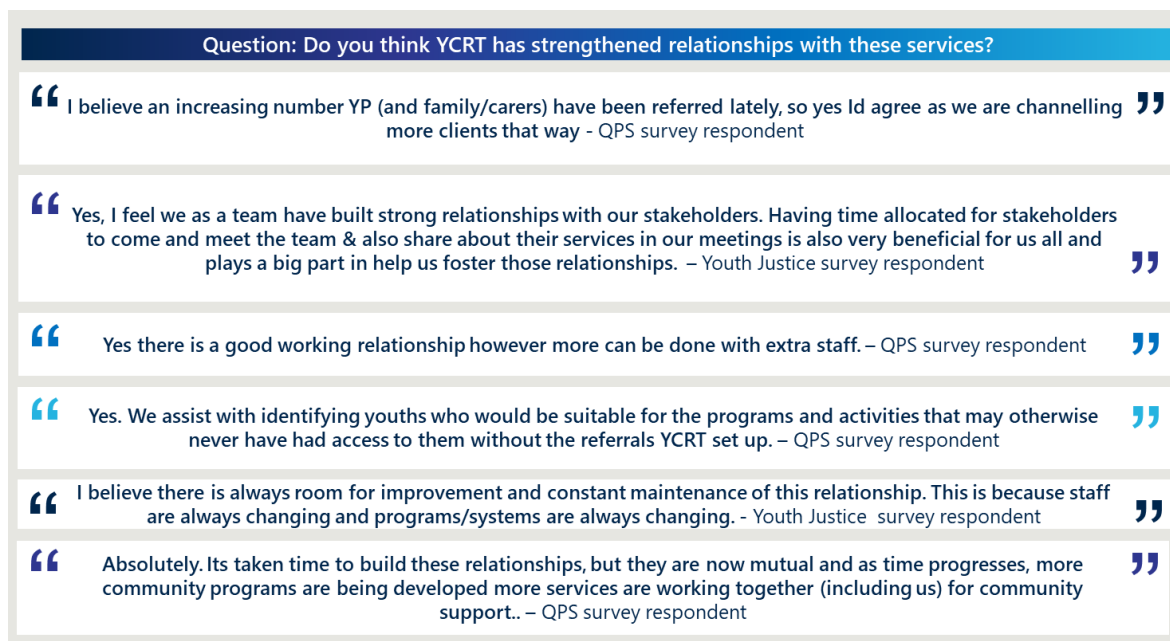 Question: Do you think YCRT has strengthened relationships with these services?
“ I believe an increasing number YP (and family/carers) have been referred lately, so yes Id agree as we are channelling ”
more clients that way - QPS survey respondent
“ Yes, I feel we as a team have built strong relationships with our stakeholders. Having time allocated for stakeholders
to come and meet the team & also share about their services in our meetings is also very beneficial for us all and
plays a big part in help us foster those relationships. – Youth Justice survey respondent ”
“ Yes there is a good working relationship however more can be done with extra staff. – QPS survey respondent ”
“ Yes. We assist with identifying youths who would be suitable for the programs and activities that may otherwise ”
never have had access to them without the referrals YCRT set up. – QPS survey respondent
“ I believe there is always room for improvement and constant maintenance of this relationship. This is because staff
are always changing and programs/systems are always changing. - Youth Justice survey respondent ”
“ Absolutely. Its taken time to build these relationships, but they are now mutual and as time progresses, more ”
community programs are being developed more services are working together (including us) for community
support.. – QPS survey respondent